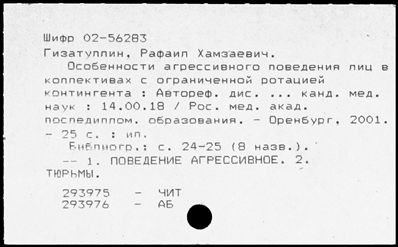 Шифр 02-56283
Гизатуллин, Рафаил Хамзаевич.
Особенности агрессивного поведения лиц в
коллективах с ограниченной ротацией
контингента : Автореф. дис. ... канд. мед.
наук : 14.00.18 / Рос. мед. акад.
последиплом. образования. - Оренбург, 2001.
- 25 с. : ил.
Библиогр.: с. 24-25 (8 назв.).
-- 1. ПОВЕДЕНИЕ АГРЕССИВНОЕ. 2.
ТЮРЬМЫ.
293975 - ЧИТ
293976 - АБ